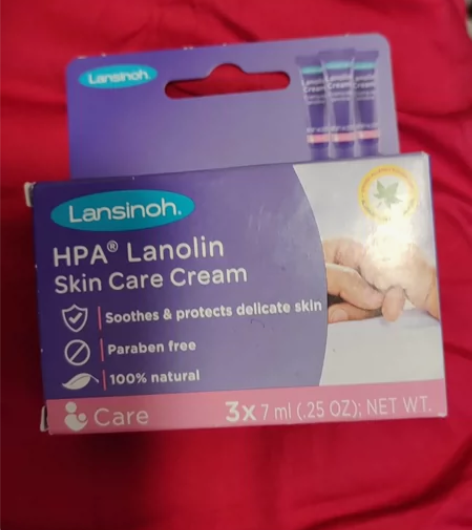 Lansinoh.
Lansinoh.
HPA® Lanolin
Skin Care Cream
Soothes & protects delicate skin
Paraben free
100% natural
Care
3x 7 ml (.25 OZ); NET WT.